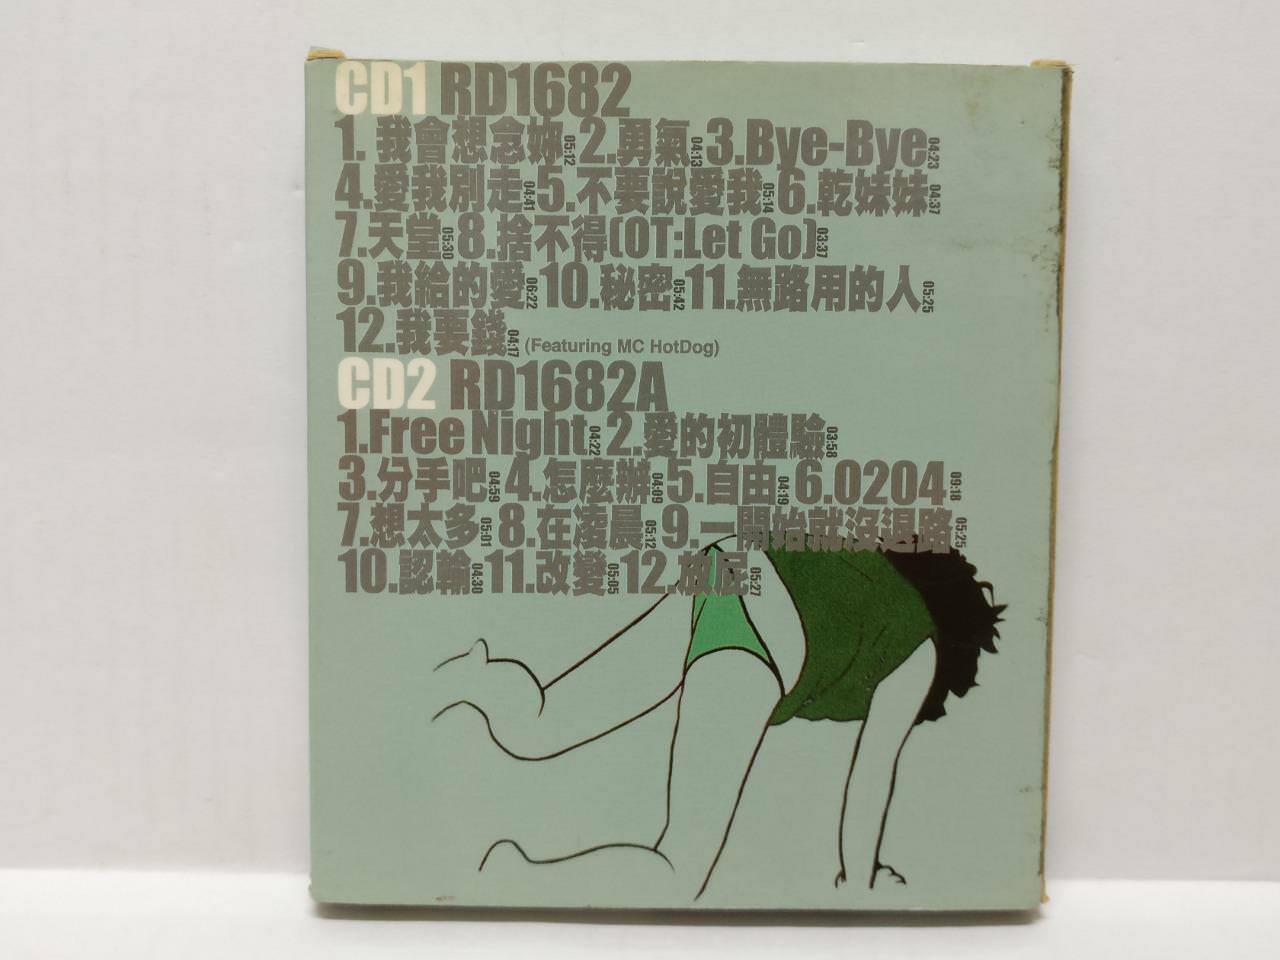 CD1 RD1682
1. 我會想念妳 05:12 2.勇氣 04:13 3.Bye-Bye 04:23
4.愛我別走 04:41 5.不要說愛我 05:14 6.乾妹妹 04:37
7.天堂 05:30 8.捨不得(OT:Let Go) 03:37
9.我給的愛 06:22 10.秘密 05:42 11.無路用的人 05:25
12.我要錢 04:17 (Featuring MC HotDog)
CD2 RD1682A
1.Free Night 04:22 2.愛的初體驗 03:58
3.分手吧 04:59 4.怎麼辦 04:09 5.自由 04:19 6.0204 09:18
7.想太多 05:01 8.在凌晨 05:12 9.一開始就沒退路 05:25
10.認輸 04:30 11.改變 05:05 12.放屁 05:27